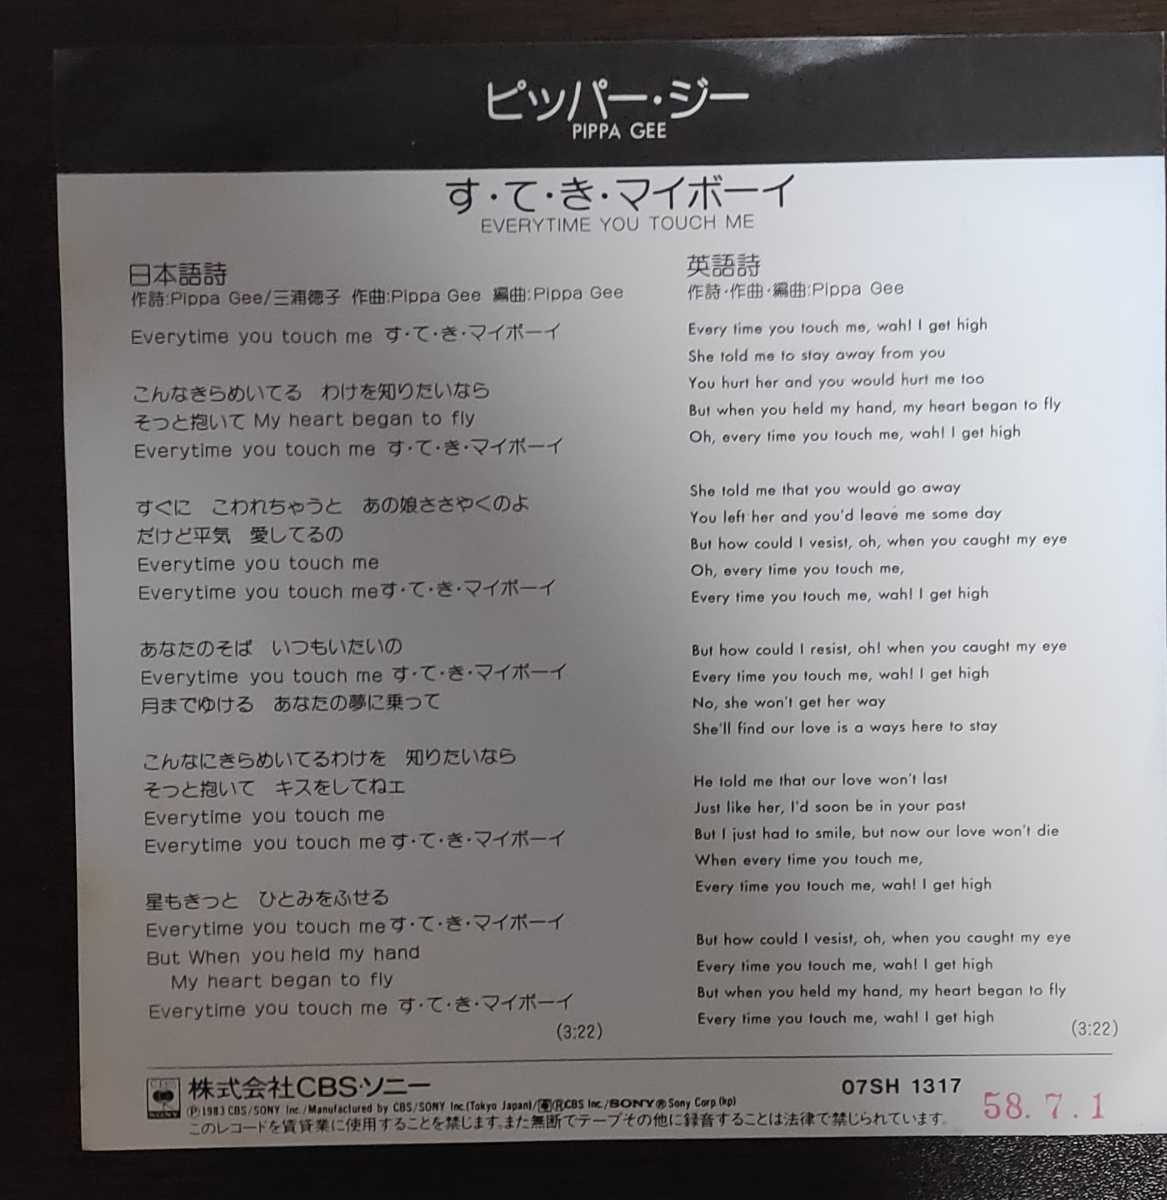 ピッパー・ジー
PIPPA GEE
す・て・き・マイボーイ
EVERYTIME YOU TOUCH ME
日本語詩
作詩:Pippa Gee/三浦徳子 作曲:Pippa Gee 編曲:Pippa Gee
Everytime you touch me す・て・き・マイボーイ
こんなきらめいてる わけを知りたいなら
そっと抱いて My heart began to fly
Everytime you touch me す・て・き・マイボーイ
すぐに こわれちゃうと あの娘ささやくのよ
だけど平気 愛してるの
Everytime you touch me
Everytime you touch meす・て・き・マイボーイ
あなたのそば いつもいたいの
Everytime you touch me す・て・き・マイボーイ
月までゆける あなたの夢に乗って
こんなにきらめいてるわけを 知りたいなら
そっと抱いて キスをしてねェ
Everytime you touch me
Everytime you touch meす・て・き・マイボーイ
星もきっと ひとみをふせる
Everytime you touch meす・て・き・マイボーイ
But When you held my hand
My heart began to fly
Everytime you touch me す・て・き・マイボーイ
(3:22)
英語詩
作詩・作曲・編曲:Pippa Gee
Every time you touch me, wah! I get high
She told me to stay away from you
You hurt her and you would hurt me too
But when you held my hand, my heart began to fly
Oh, every time you touch me, wah! I get high
She told me that you would go away
You left her and you'd leave me some day
But how could I vesist, oh, when you caught my eye
Oh, every time you touch me,
Every time you touch me, wah! I get high
But how could I resist, oh! when you caught my eye
Every time you touch me, wah! I get high
No, she won't get her way
She'll find our love is a ways here to stay
He told me that our love won't last
Just like her, I'd soon be in your past
But I just had to smile, but now our love won't die
When every time you touch me,
Every time you touch me, wah! I get high
But how could I vesist, oh, when you caught my eye
Every time you touch me, wah! I get high
But when you held my hand, my heart began to fly
Every time you touch me, wah! I get high
(3:22)
CBS SONY 株式会社CBS・ソニー
07SH 1317
58.7.1
Ⓟ1983 CBS/SONY Inc./Manufactured by CBS/SONY Inc.(Tokyo Japan)/ⓇCBS Inc./SONY®Sony Corp.(kp)
このレコードを賃貸業に使用することを禁じます。また無断でテープその他に録音することは法律で禁じられています。